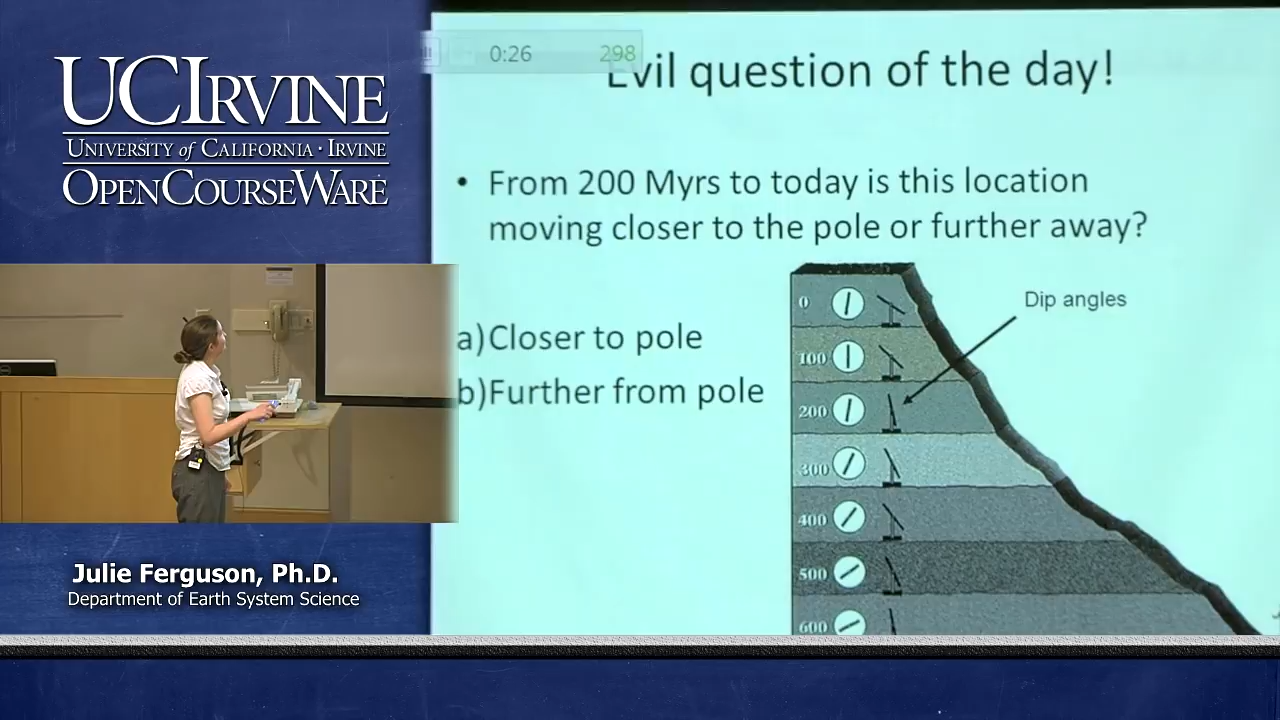 UCIRVINE
UNIVERSITY of CALIFORNIA · IRVINE
OPENCOURSEWARE
0:26 298
Evil question of the day!
• From 200 Myrs to today is this location
moving closer to the pole or further away?
a)Closer to pole
b)Further from pole
Dip angles
0
100
200
300
400
500
600
Julie Ferguson, Ph.D.
Department of Earth System Science